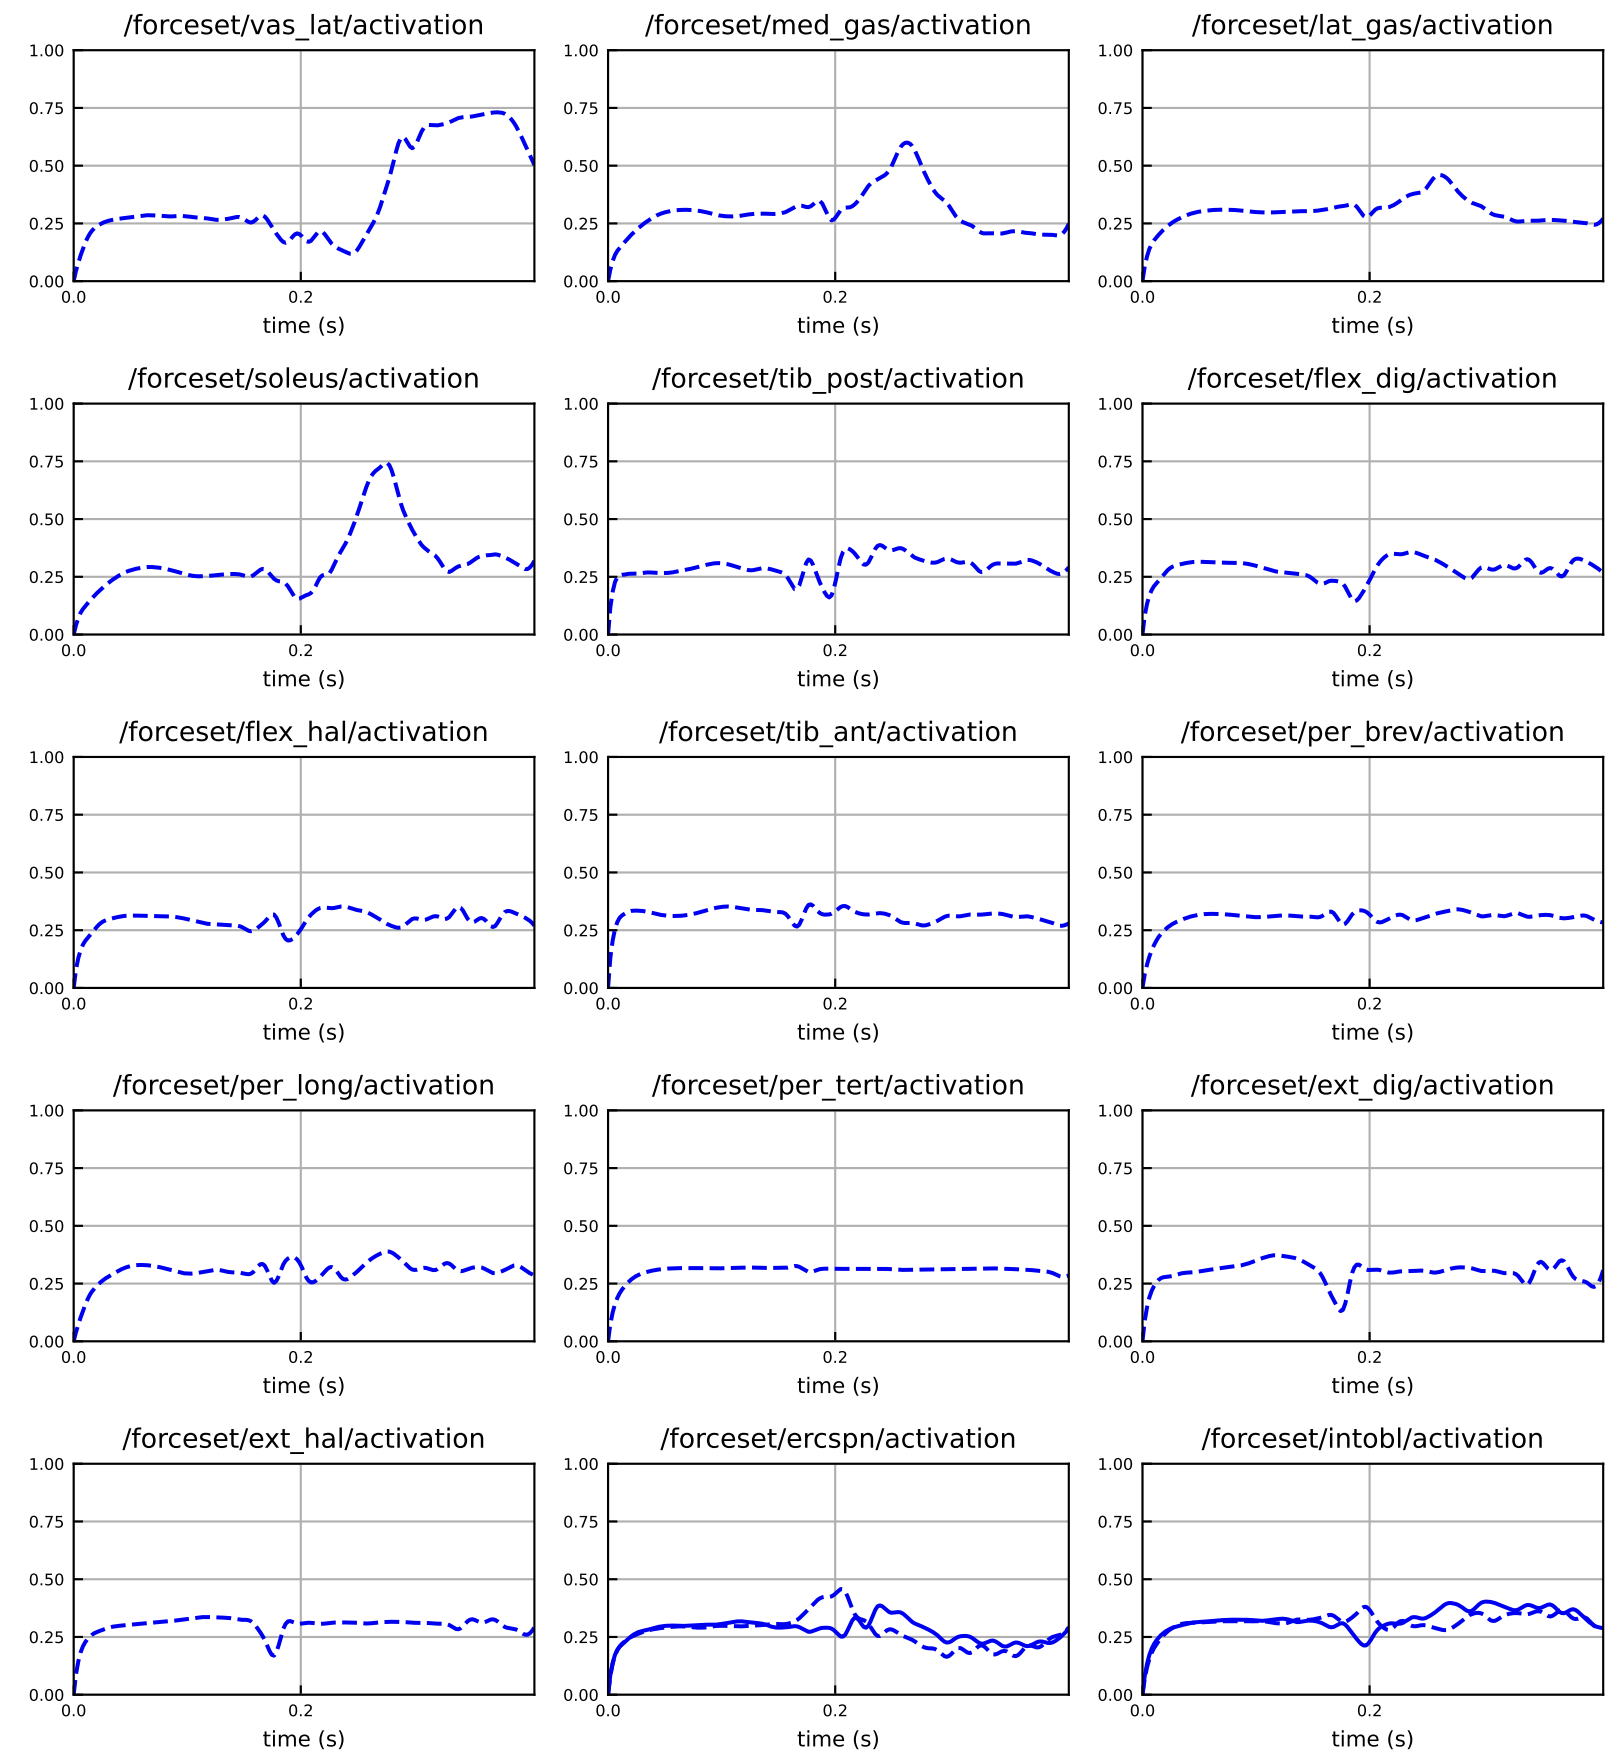 /forceset/vas_lat/activation /forceset/med_gas/activation /forceset/lat_gas/activation
1.00 1.00 1.00
0.75 0.75 0.75
0.50 0.50 0.50
0.25 0.25 0.25
0.00 0.00 0.00
0.0 0.2 0.0 0.2 0.0 0.2
time (s) time (s) time (s)
/forceset/soleus/activation /forceset/tib_post/activation /forceset/flex_dig/activation
1.00 1.00 1.00
0.75 0.75 0.75
0.50 0.50 0.50
0.25 0.25 0.25
0.00 0.00 0.00
0.0 0.2 0.0 0.2 0.0 0.2
time (s) time (s) time (s)
/forceset/flex_hal/activation /forceset/tib_ant/activation /forceset/per_brev/activation
1.00 1.00 1.00
0.75 0.75 0.75
0.50 0.50 0.50
0.25 0.25 0.25
0.00 0.00 0.00
0.0 0.2 0.0 0.2 0.0 0.2
time (s) time (s) time (s)
/forceset/per_long/activation /forceset/per_tert/activation /forceset/ext_dig/activation
1.00 1.00 1.00
0.75 0.75 0.75
0.50 0.50 0.50
0.25 0.25 0.25
0.00 0.00 0.00
0.0 0.2 0.0 0.2 0.0 0.2
time (s) time (s) time (s)
/forceset/ext_hal/activation /forceset/ercspn/activation /forceset/intobl/activation
1.00 1.00 1.00
0.75 0.75 0.75
0.50 0.50 0.50
0.25 0.25 0.25
0.00 0.00 0.00
0.0 0.2 0.0 0.2 0.0 0.2
time (s) time (s) time (s)